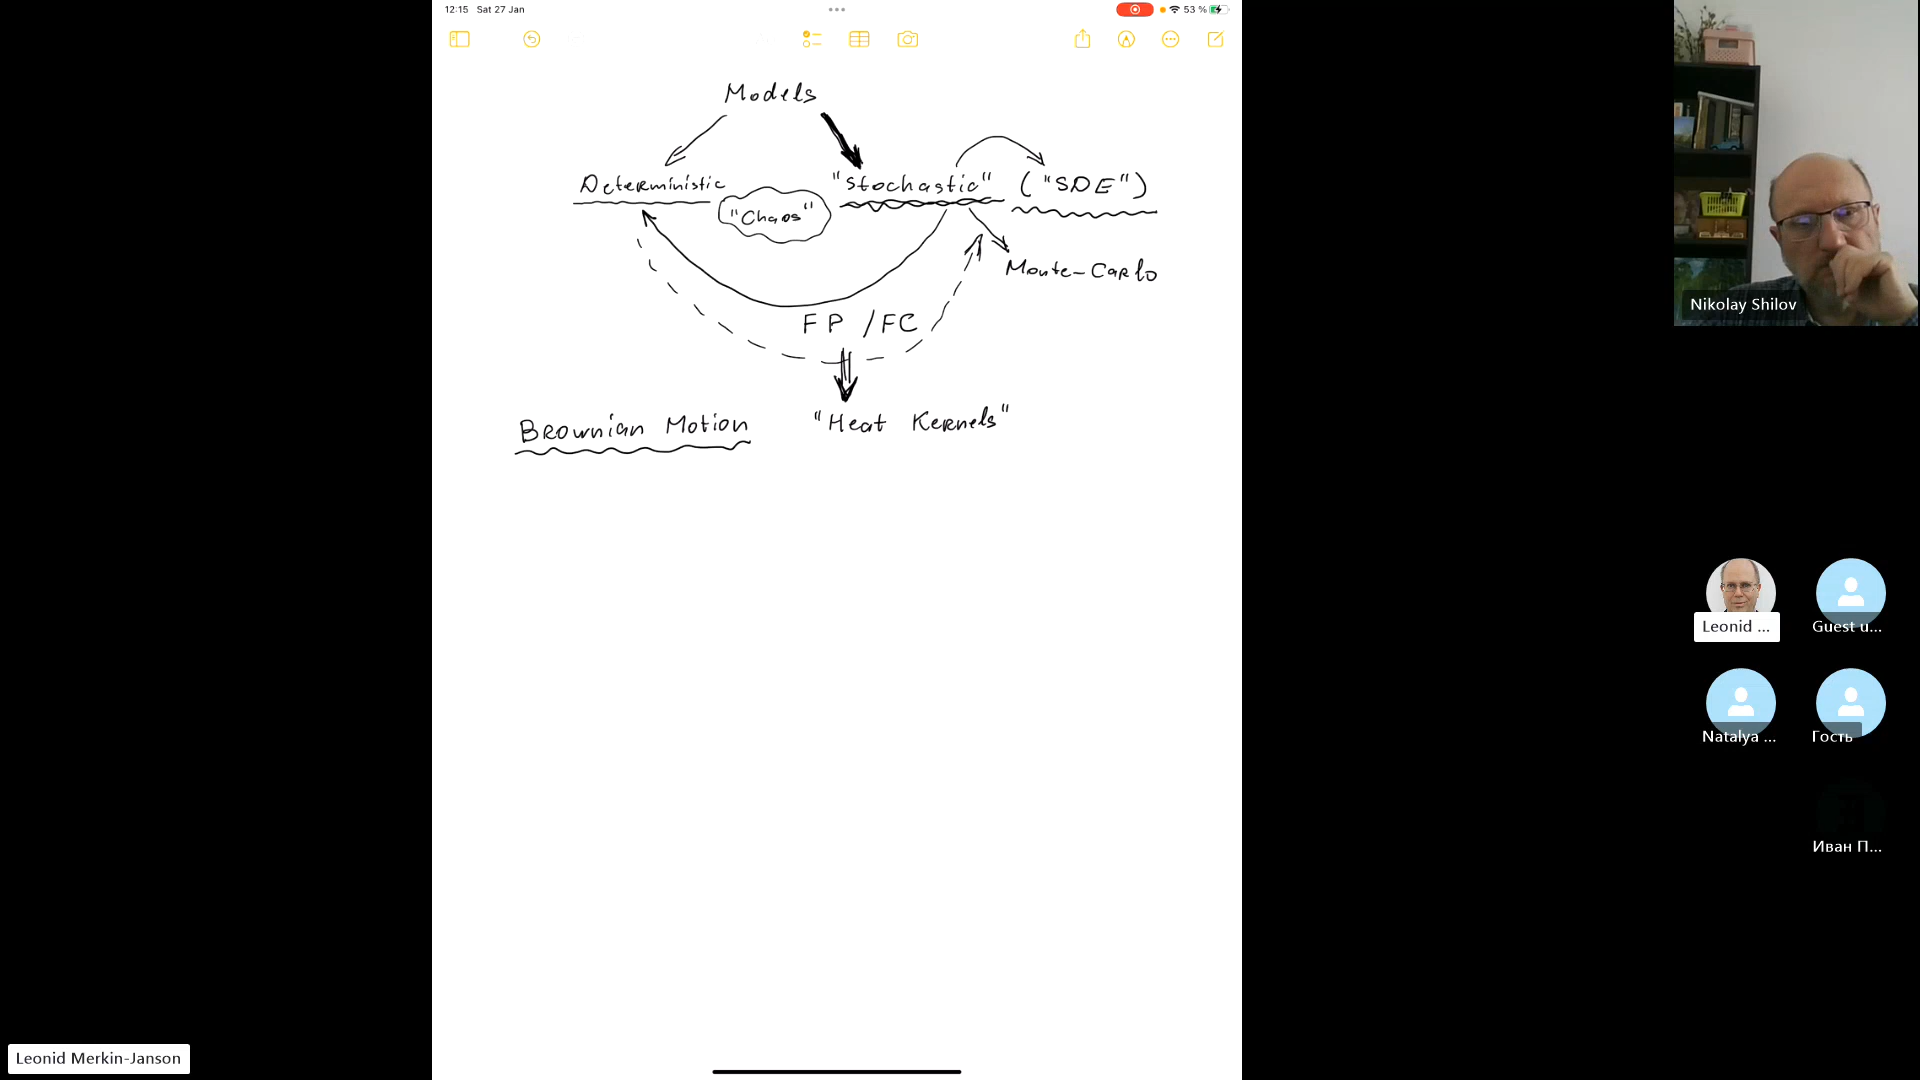 12:15 Sat 27 Jan
53 %
Models
Deterministic "Stochastic" ("SDE")
"Chaos"
Monte-Carlo
FP /FC
Brownian Motion "Heat Kernels"
Nikolay Shilov
Leonid ... Guest u...
Natalya ... Гость
Иван П...
Leonid Merkin-Janson